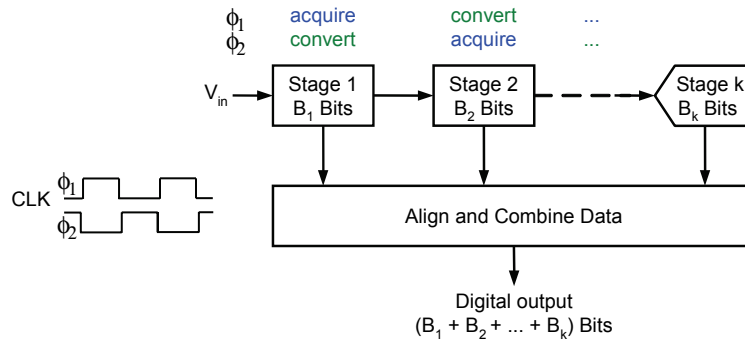 ϕ1 acquire convert ...
ϕ2 convert acquire ...
Vin Stage 1 Stage 2 Stage k
B1 Bits B2 Bits Bk Bits
CLK ϕ1
ϕ2
Align and Combine Data
Digital output
(B1 + B2 + ... + Bk) Bits